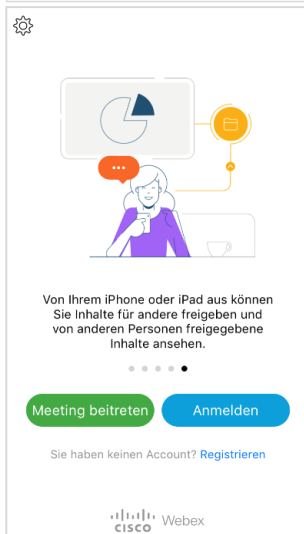 Von Ihrem iPhone oder iPad aus können
Sie Inhalte für andere freigeben und
von anderen Personen freigegebene
Inhalte ansehen.
Meeting beitreten
Anmelden
Sie haben keinen Account? Registrieren
CISCO Webex